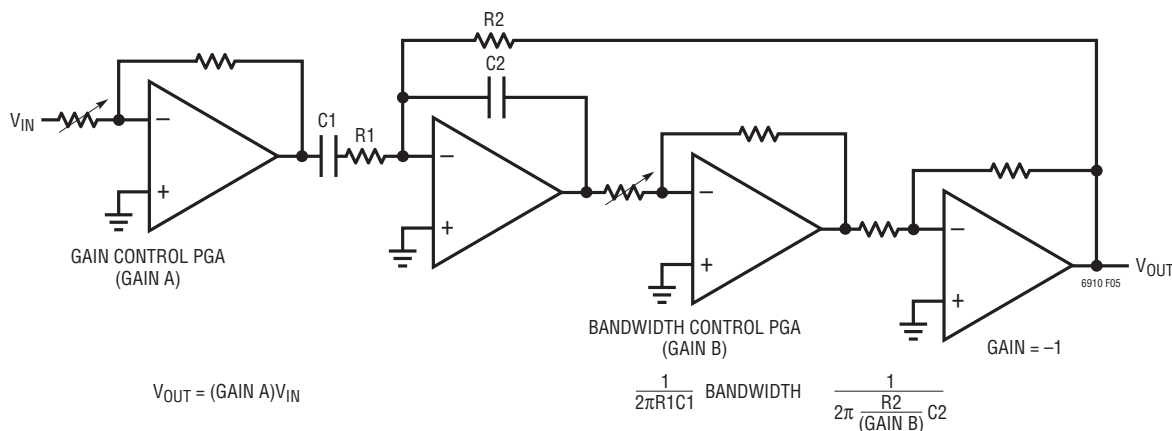 R2
C2
C1
R1
V_IN
−
+
−
+
−
+
−
+
V_OUT
6910 F05
GAIN CONTROL PGA
(GAIN A)
BANDWIDTH CONTROL PGA
(GAIN B)
GAIN = –1
V_OUT = (GAIN A)V_IN
1
2πR1C1
BANDWIDTH
1
2π R2
(GAIN B) C2